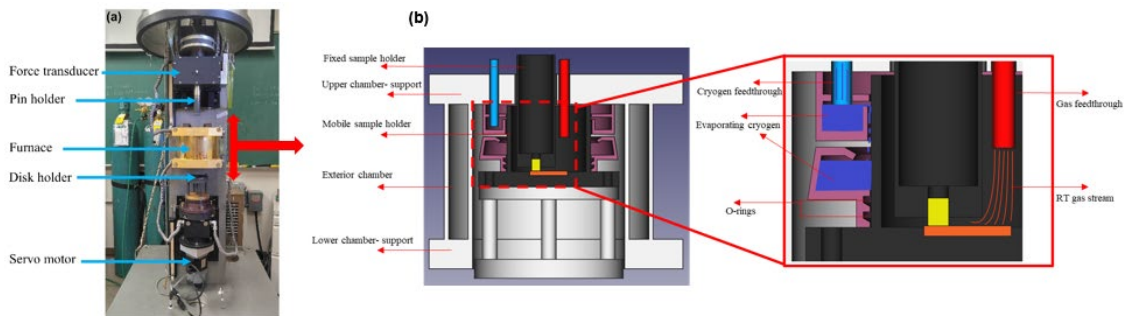 (a)
Force transducer
Pin holder
Furnace
Disk holder
Servo motor
(b)
Fixed sample holder
Upper chamber- support
Mobile sample holder
Exterior chamber
Lower chamber- support
Cryogen feedthrough
Evaporating cryogen
O-rings
Gas feedthrough
RT gas stream